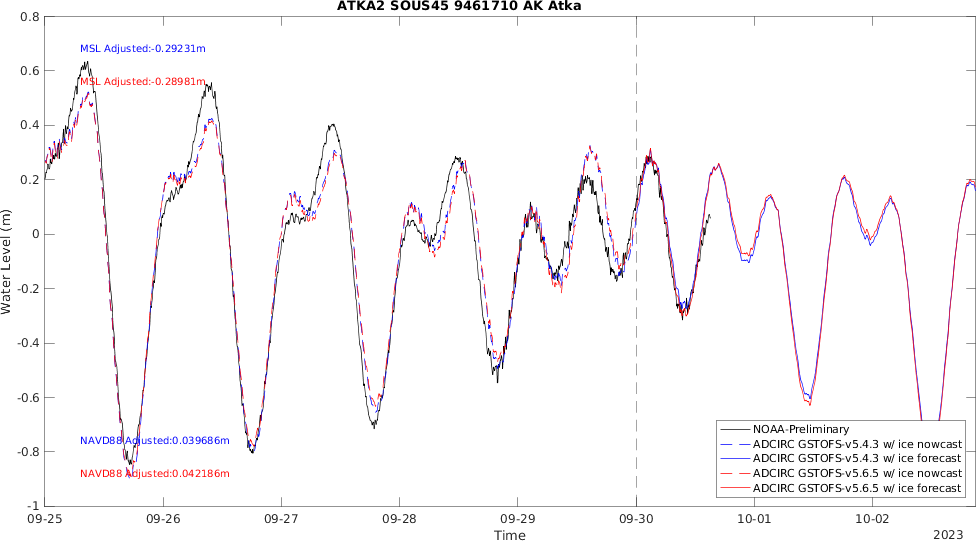 ATKA2 SOUS45 9461710 AK Atka
0.8
0.6
0.4
0.2
0
-0.2
-0.4
-0.6
-0.8
-1
Water Level (m)
MSL Adjusted:-0.29231m
MSL Adjusted:-0.28981m
NAVD88 Adjusted:0.039686m
NAVD88 Adjusted:0.042186m
NOAA-Preliminary
ADCIRC GSTOFS-v5.4.3 w/ ice nowcast
ADCIRC GSTOFS-v5.4.3 w/ ice forecast
ADCIRC GSTOFS-v5.6.5 w/ ice nowcast
ADCIRC GSTOFS-v5.6.5 w/ ice forecast
09-25 09-26 09-27 09-28 09-29 09-30 10-01 10-02
Time
2023